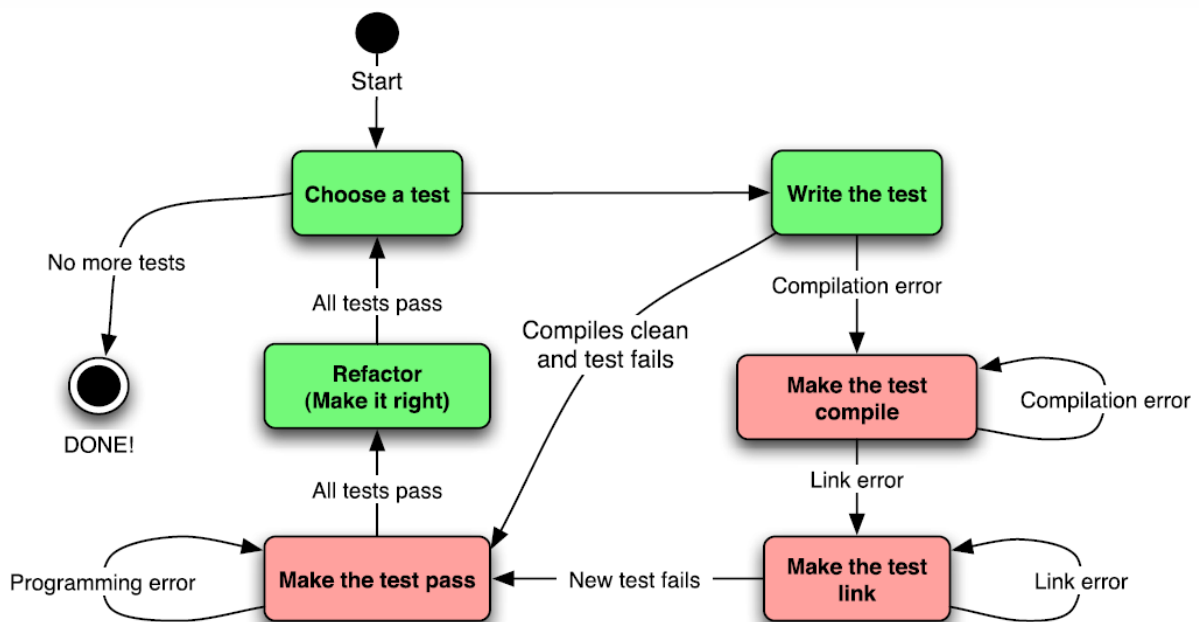 Start
Choose a test
Write the test
No more tests
Compilation error
All tests pass
Compiles clean
and test fails
Refactor
(Make it right)
Make the test
compile
Compilation error
DONE!
Link error
All tests pass
Programming error
Make the test pass
New test fails
Make the test
link
Link error